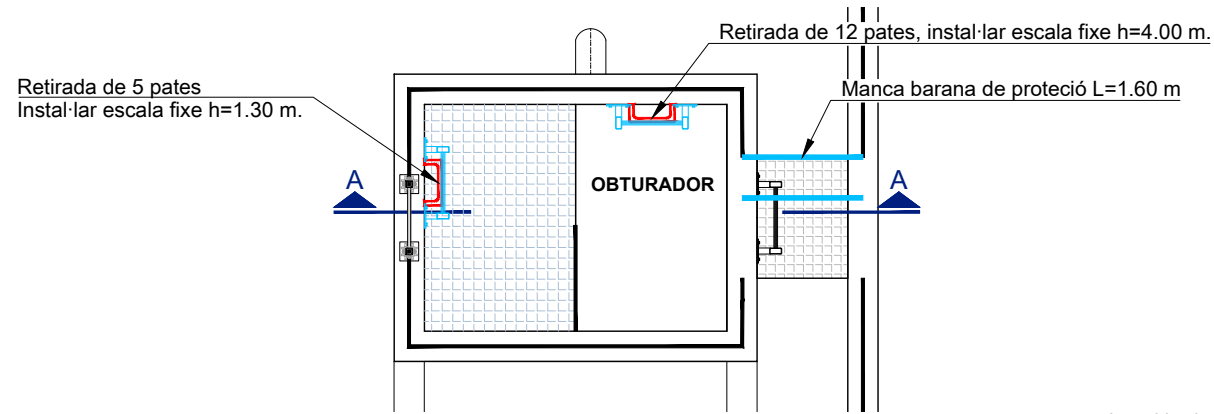 Retirada de 12 pates, instal·lar escala fixe h=4.00 m.
Retirada de 5 pates
Instal·lar escala fixe h=1.30 m.
Manca barana de proteció L=1.60 m
A
OBTURADOR
A